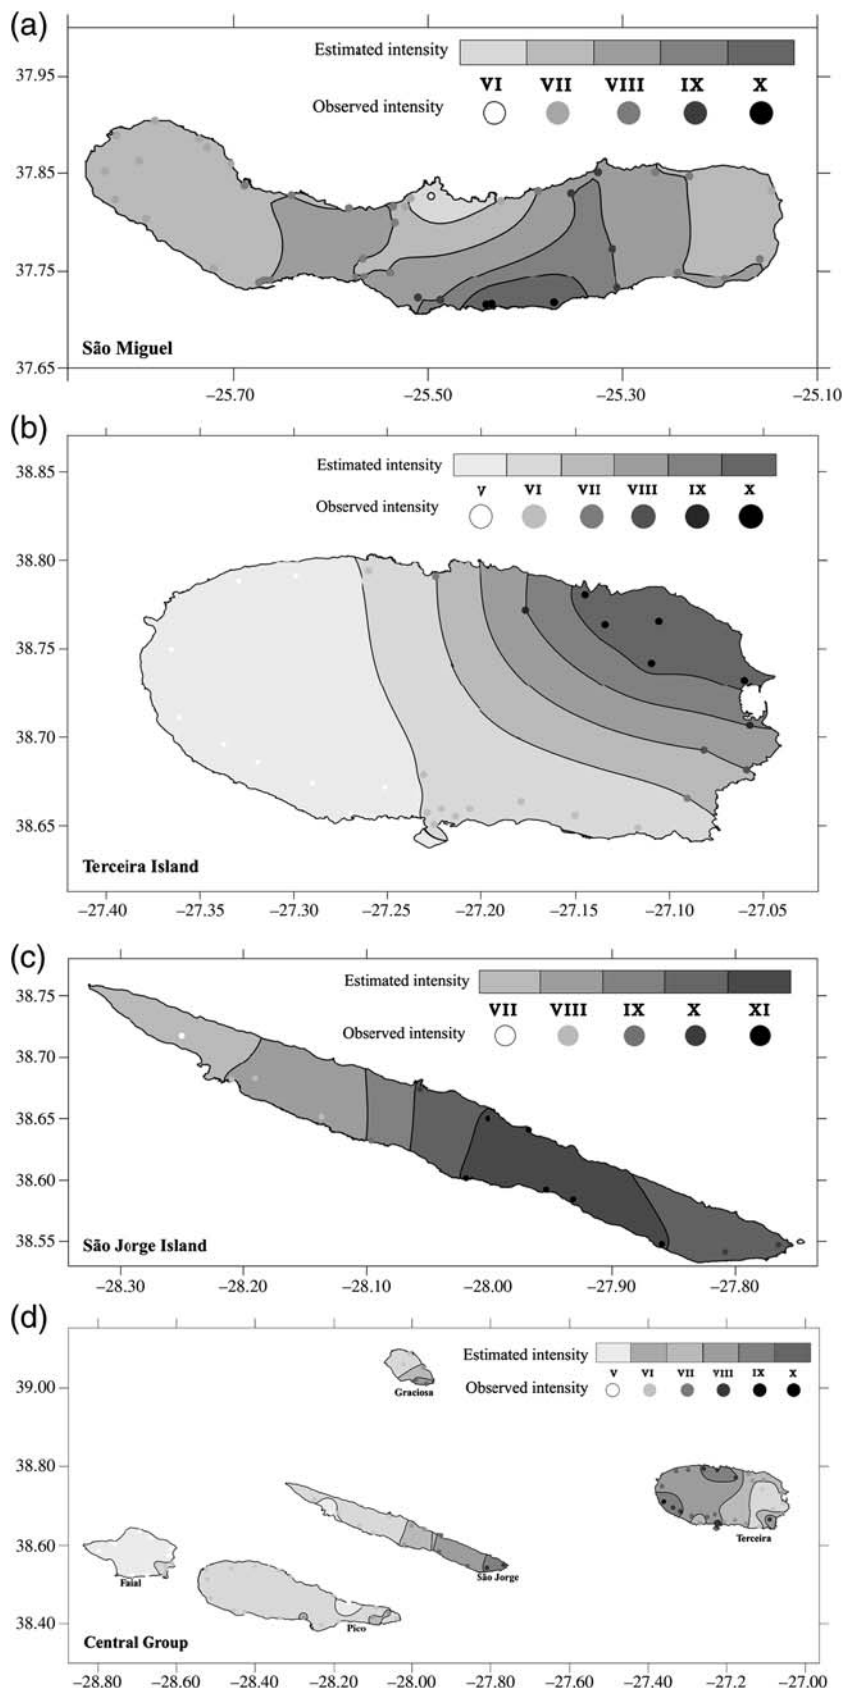 (a)
Estimated intensity
VI VII VIII IX X
Observed intensity
37.95
37.85
37.75
37.65
São Miguel
−25.70 −25.50 −25.30 −25.10
(b)
Estimated intensity
V VI VII VIII IX X
Observed intensity
38.85
38.80
38.75
38.70
38.65
Terceira Island
−27.40 −27.35 −27.30 −27.25 −27.20 −27.15 −27.10 −27.05
(c)
Estimated intensity
VII VIII IX X XI
Observed intensity
38.75
38.70
38.65
38.60
38.55
São Jorge Island
−28.30 −28.20 −28.10 −28.00 −27.90 −27.80
(d)
Estimated intensity
V VI VII VIII IX X
Observed intensity
39.00
38.80
38.60
38.40
Graciosa
Terceira
São Jorge
Faial
Pico
Central Group
−28.80 −28.60 −28.40 −28.20 −28.00 −27.80 −27.60 −27.40 −27.20 −27.00